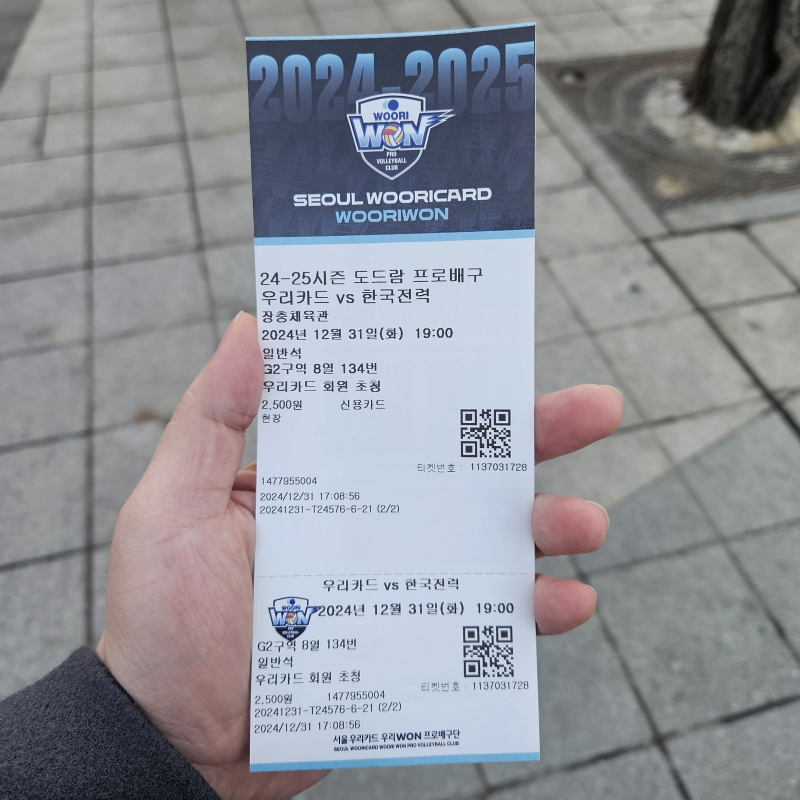 2024-2025
WOORI
WON
PRO
VOLLEYBALL
CLUB
SEOUL WOORICARD
WOORIWON
24-25시즌 도드람 프로배구
우리카드 vs 한국전력
장충체육관
2024년 12월 31일(화) 19:00
일반석
G2구역 8열 134번
우리카드 회원 초청
2,500원 신용카드
현장
티켓번호 : 1137031728
1477955004
2024/12/31 17:08:56
20241231-T24576-6-21 (2/2)
우리카드 vs 한국전력
WOORI
WON
PRO
VOLLEYBALL
CLUB
2024년 12월 31일(화) 19:00
G2구역 8열 134번
일반석
우리카드 회원 초청
티켓번호 : 1137031728
2,500원 1477955004
20241231-T24576-6-21 (2/2)
2024/12/31 17:08:56
서울 우리카드 우리WON 프로배구단
SEOUL WOORICARD WOORI WON PRO VOLLEYBALL CLUB